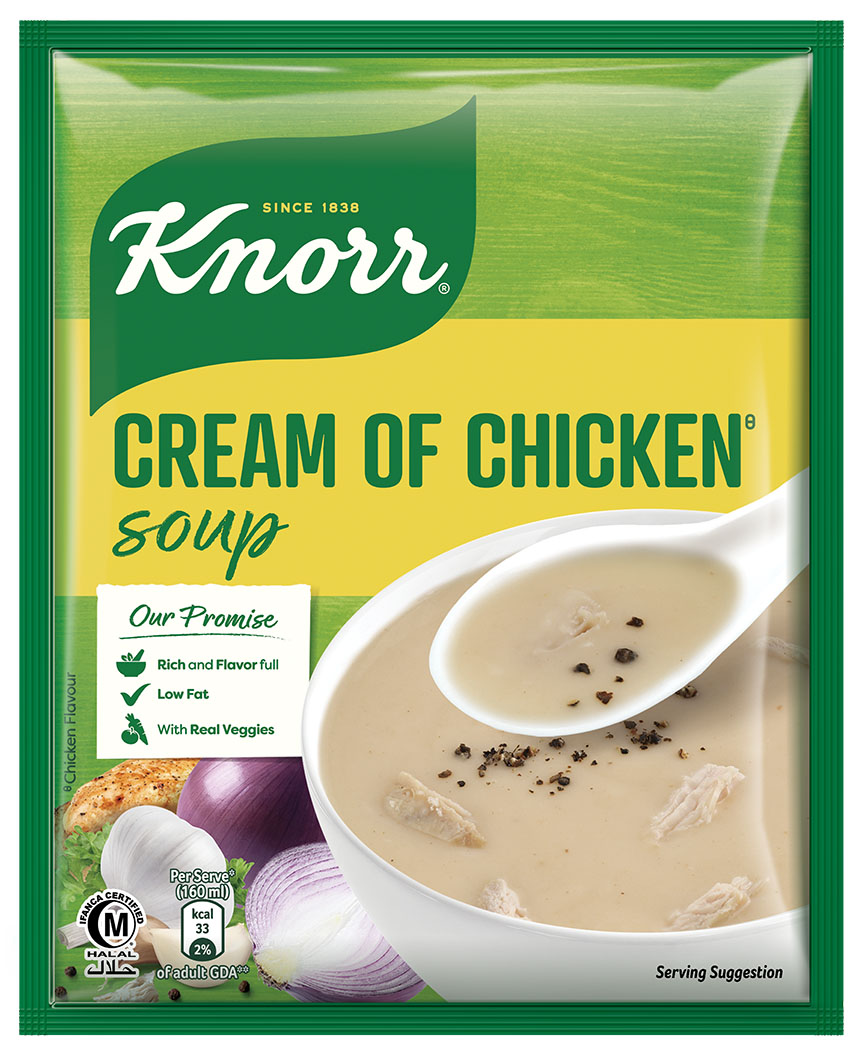 SINCE 1838
Knorr®
CREAM OF CHICKEN θ
soup
Our Promise
Rich and Flavor full
Low Fat
With Real Veggies
θChicken Flavour
IFANCA CERTIFIED
M
HALAL
حلال
Per Serve*
(160 ml)
kcal
33
2%
of adult GDA**
Serving Suggestion